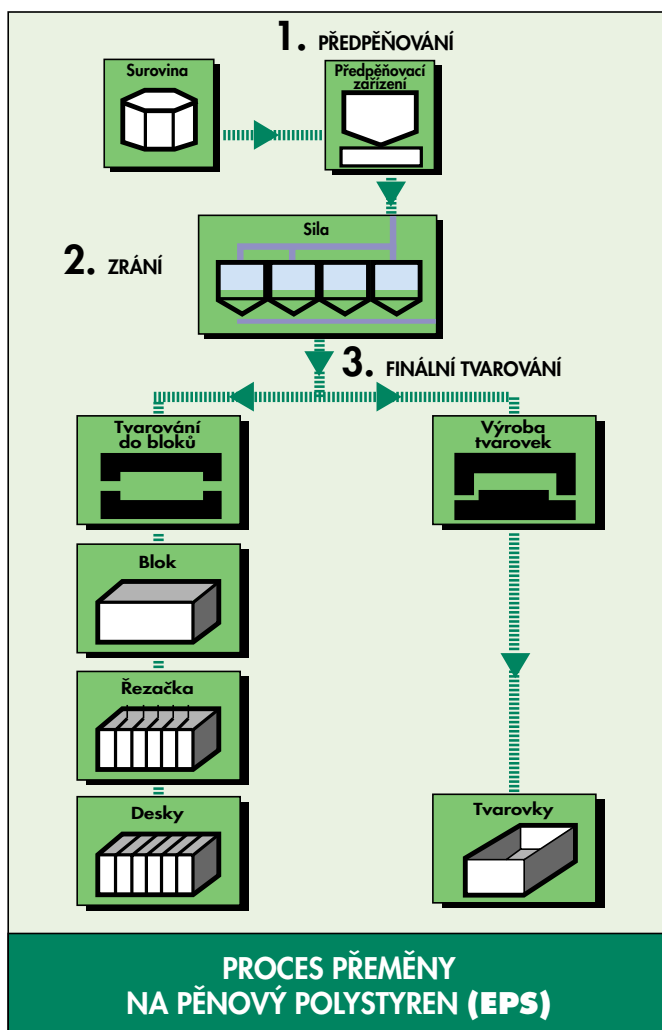 1. PŘEDPĚŇOVÁNÍ
Surovina
Předpěňovací
zařízení
Sila
2. ZRÁNÍ
3. FINÁLNÍ TVAROVÁNÍ
Tvarování
do bloků
Výroba
tvarovek
Blok
Řezačka
Desky
Tvarovky
PROCES PŘEMĚNY
NA PĚNOVÝ POLYSTYREN (EPS)